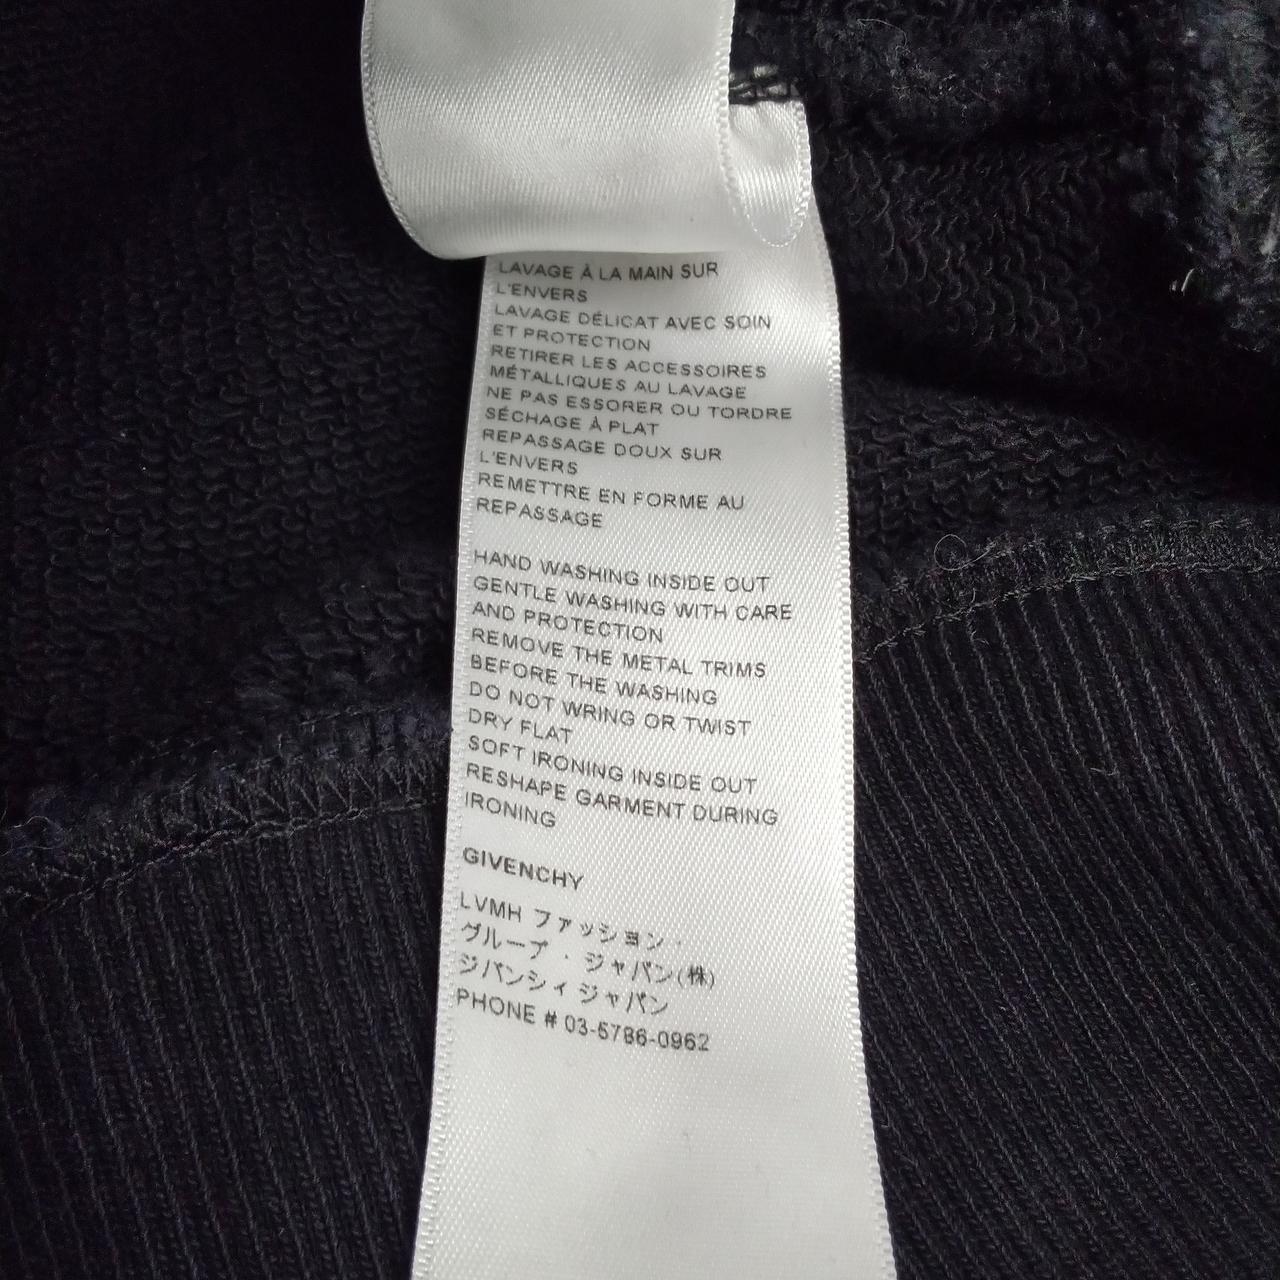 LAVAGE À LA MAIN SUR
L'ENVERS
LAVAGE DÉLICAT AVEC SOIN
ET PROTECTION
RETIRER LES ACCESSOIRES
MÉTALLIQUES AU LAVAGE
NE PAS ESSORER OU TORDRE
SÉCHAGE À PLAT
REPASSAGE DOUX SUR
L'ENVERS
REMETTRE EN FORME AU
REPASSAGE
HAND WASHING INSIDE OUT
GENTLE WASHING WITH CARE
AND PROTECTION
REMOVE THE METAL TRIMS
BEFORE THE WASHING
DO NOT WRING OR TWIST
DRY FLAT
SOFT IRONING INSIDE OUT
RESHAPE GARMENT DURING
IRONING
GIVENCHY
LVMH ファッション・
グループ・ジャパン(株)
ジバンシィ ジャパン
PHONE # 03-5786-0962